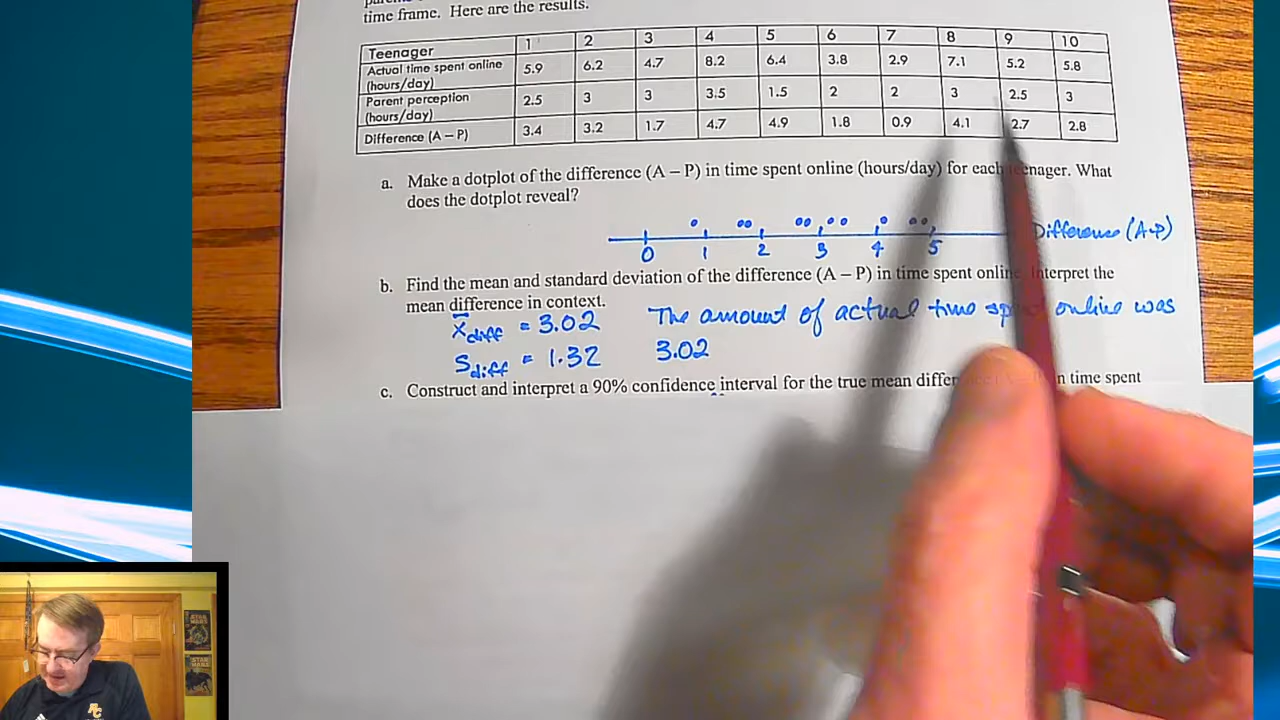 time frame. Here are the results.
Teenager 1 2 3 4 5 6 7 8 9 10
Actual time spent online (hours/day) 5.9 6.2 4.7 8.2 6.4 3.8 2.9 7.1 5.2 5.8
Parent perception (hours/day) 2.5 3 3 3.5 1.5 2 2 3 2.5 3
Difference (A – P) 3.4 3.2 1.7 4.7 4.9 1.8 0.9 4.1 2.7 2.8
a. Make a dotplot of the difference (A – P) in time spent online (hours/day) for each teenager. What
does the dotplot reveal?
0 1 2 3 4 5 Difference (A-P)
b. Find the mean and standard deviation of the difference (A – P) in time spent online. Interpret the
mean difference in context.
x̄diff = 3.02 The amount of actual time online was
Sdiff = 1.32 3.02
c. Construct and interpret a 90% confidence interval for the true mean time spent
STAR WARS
STAR WARS